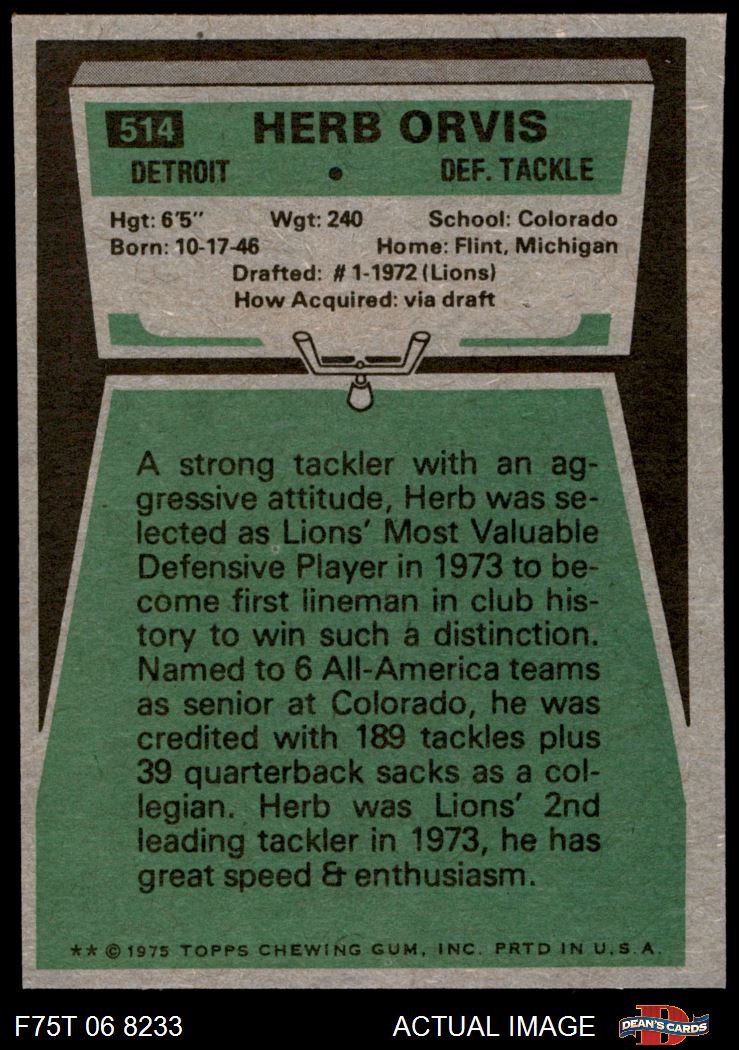 514 HERB ORVIS
DETROIT • DEF. TACKLE
Hgt: 6'5" Wgt: 240 School: Colorado
Born: 10-17-46 Home: Flint, Michigan
Drafted: #1-1972 (Lions)
How Acquired: via draft
A strong tackler with an ag-
gressive attitude, Herb was se-
lected as Lions' Most Valuable
Defensive Player in 1973 to be-
come first lineman in club his-
tory to win such a distinction.
Named to 6 All-America teams
as senior at Colorado, he was
credited with 189 tackles plus
39 quarterback sacks as a col-
legian. Herb was Lions' 2nd
leading tackler in 1973, he has
great speed & enthusiasm.
** © 1975 TOPPS CHEWING GUM, INC. PRTD IN U.S.A.
F75T 06 8233 ACTUAL IMAGE D DEAN'S CARDS